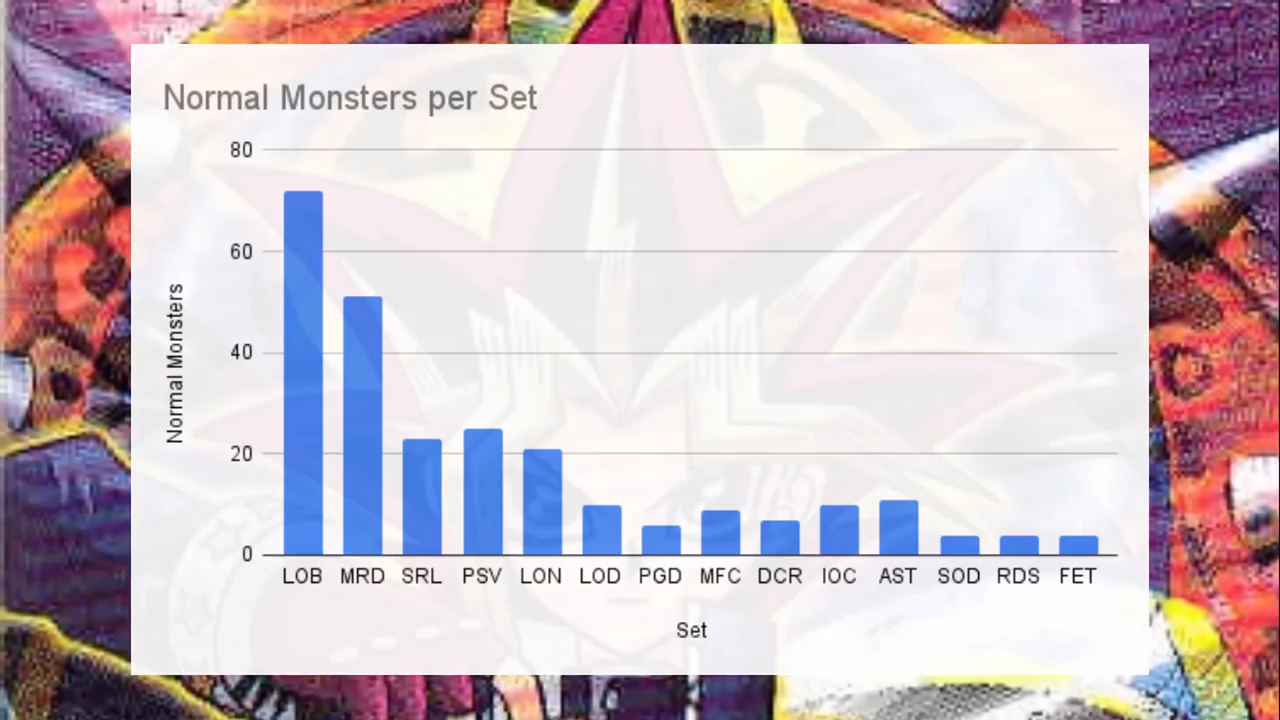 Normal Monsters per Set
80
60
40
20
0
Normal Monsters
LOB MRD SRL PSV LON LOD PGD MFC DCR IOC AST SOD RDS FET
Set